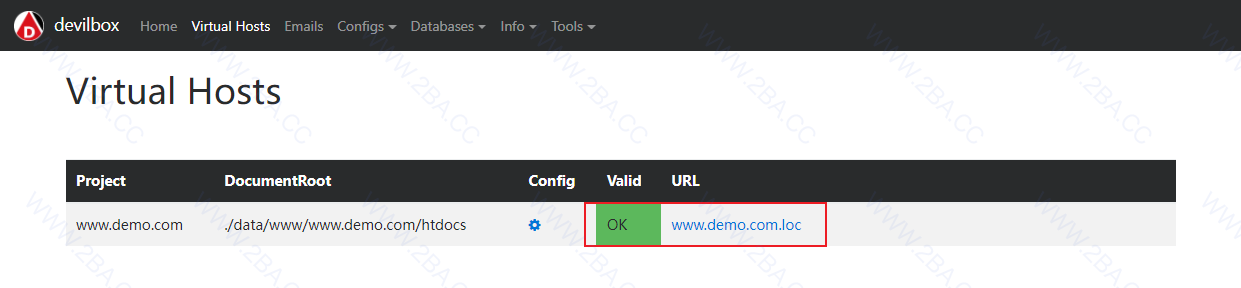 devilbox Home Virtual Hosts Emails Configs Databases Info Tools
Virtual Hosts
Project DocumentRoot Config Valid URL
www.demo.com ./data/www/www.demo.com/htdocs OK www.demo.com.loc
WWW.2BA.CC